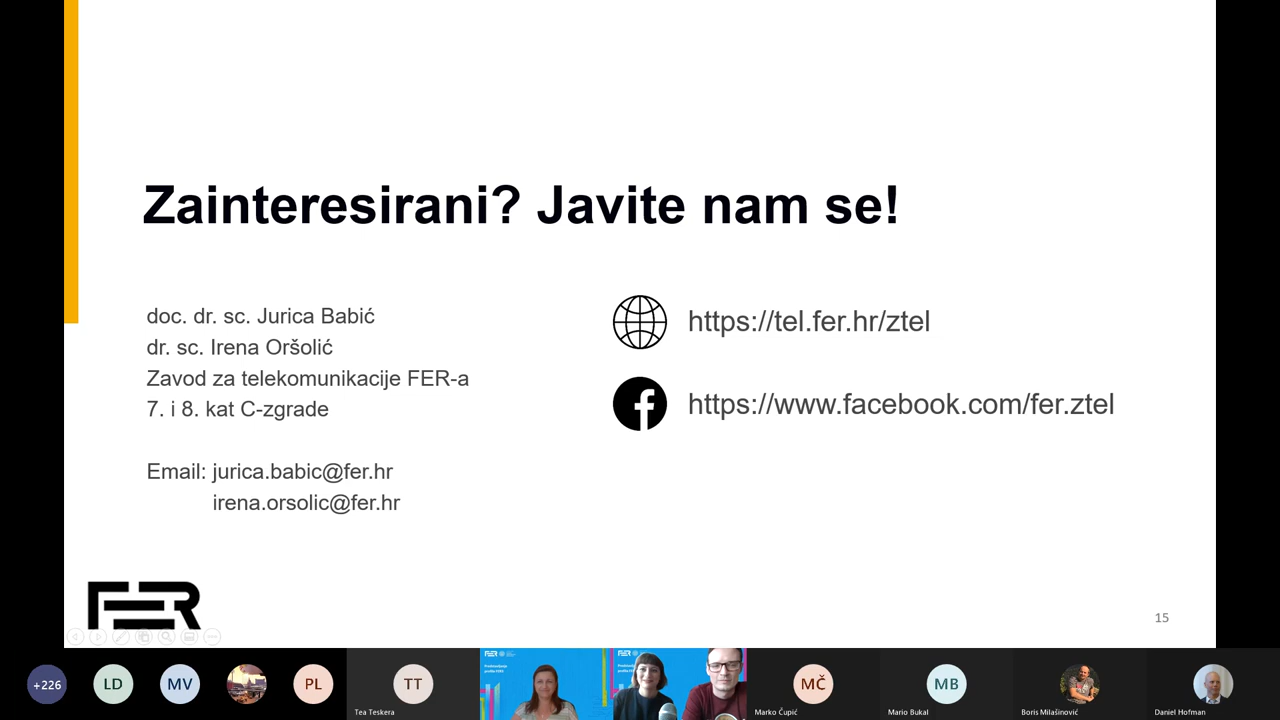 Zainteresirani? Javite nam se!
doc. dr. sc. Jurica Babić
dr. sc. Irena Oršolić
Zavod za telekomunikacije FER-a
7. i 8. kat C-zgrade
Email: jurica.babic@fer.hr
irena.orsolic@fer.hr
https://tel.fer.hr/ztel
https://www.facebook.com/fer.ztel
FER
15
+226
LD
MV
PL
TT
Tea Teskera
FER
FER
MČ
Marko Čupić
MB
Mario Bukal
Boris Milašinović
Daniel Hofman